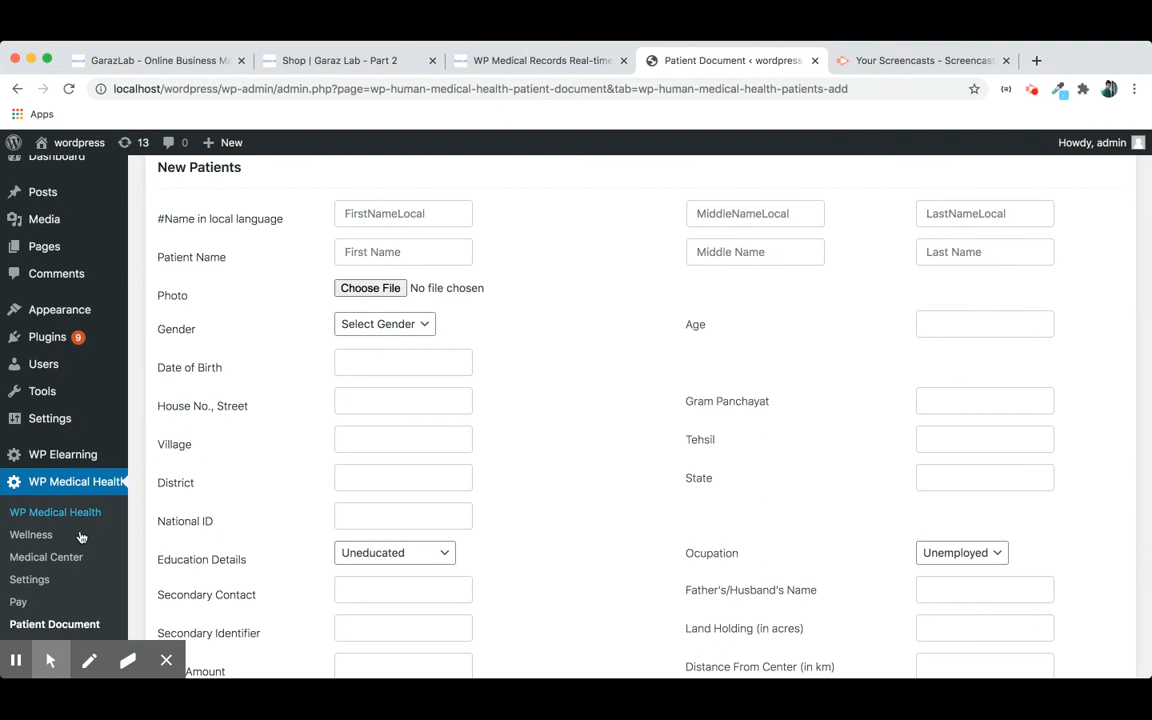 GarazLab - Online Business Ma
Shop | Garaz Lab - Part 2
WP Medical Records Real-time
Patient Document ‹ wordpress
Your Screencasts - Screencast
localhost/wordpress/wp-admin/admin.php?page=wp-human-medical-health-patient-document&tab=wp-human-medical-health-patients-add
Apps
wordpress 13 0 New
Howdy, admin
Dashboard
Posts
Media
Pages
Comments
Appearance
Plugins 9
Users
Tools
Settings
WP Elearning
WP Medical Health
WP Medical Health
Wellness
Medical Center
Settings
Pay
Patient Document
New Patients
#Name in local language FirstNameLocal MiddleNameLocal LastNameLocal
Patient Name First Name Middle Name Last Name
Photo Choose File No file chosen
Gender Select Gender Age
Date of Birth
House No., Street Gram Panchayat
Village Tehsil
District State
National ID
Education Details Uneducated Ocupation Unemployed
Secondary Contact Father's/Husband's Name
Secondary Identifier Land Holding (in acres)
Amount Distance From Center (in km)